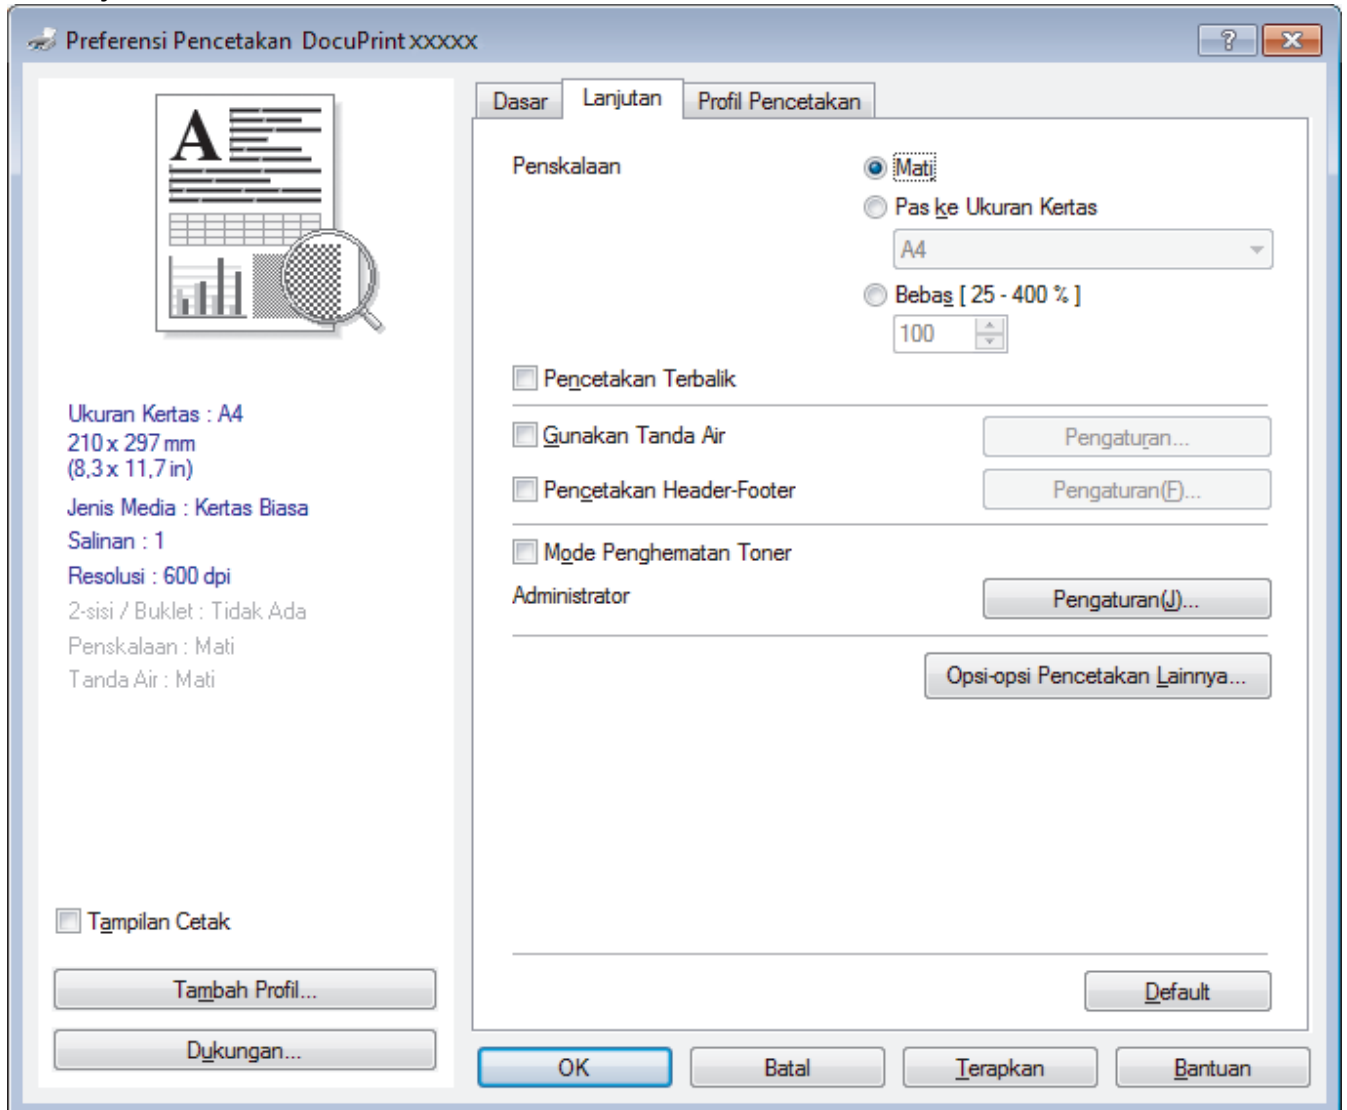 Preferensi Pencetakan DocuPrint XXXXX
Dasar
Lanjutan
Profil Pencetakan
A
Ukuran Kertas : A4
210 x 297 mm
(8,3 x 11,7 in)
Jenis Media : Kertas Biasa
Salinan : 1
Resolusi : 600 dpi
2-sisi / Buklet : Tidak Ada
Penskalaan : Mati
Tanda Air : Mati
Tampilan Cetak
Tambah Profil...
Dukungan...
Penskalaan
Mati
Pas ke Ukuran Kertas
A4
Bebas [ 25 - 400 % ]
100
Pencetakan Terbalik
Gunakan Tanda Air
Pengaturan...
Pencetakan Header-Footer
Pengaturan(F)...
Mode Penghematan Toner
Administrator
Pengaturan(J)...
Opsi-opsi Pencetakan Lainnya...
Default
OK
Batal
Terapkan
Bantuan